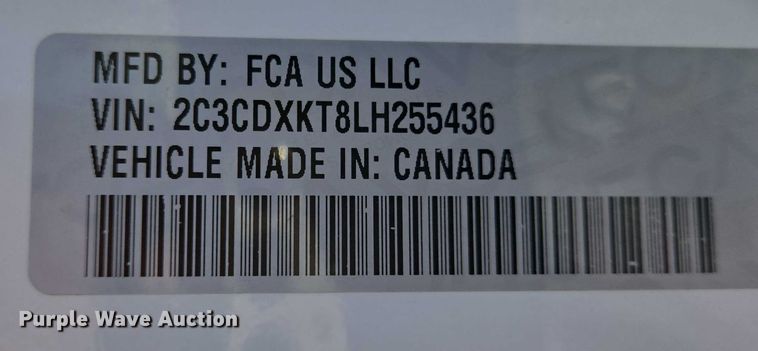 MFD BY: FCA US LLC
VIN: 2C3CDXKT8LH255436
VEHICLE MADE IN: CANADA
Purple Wave Auction